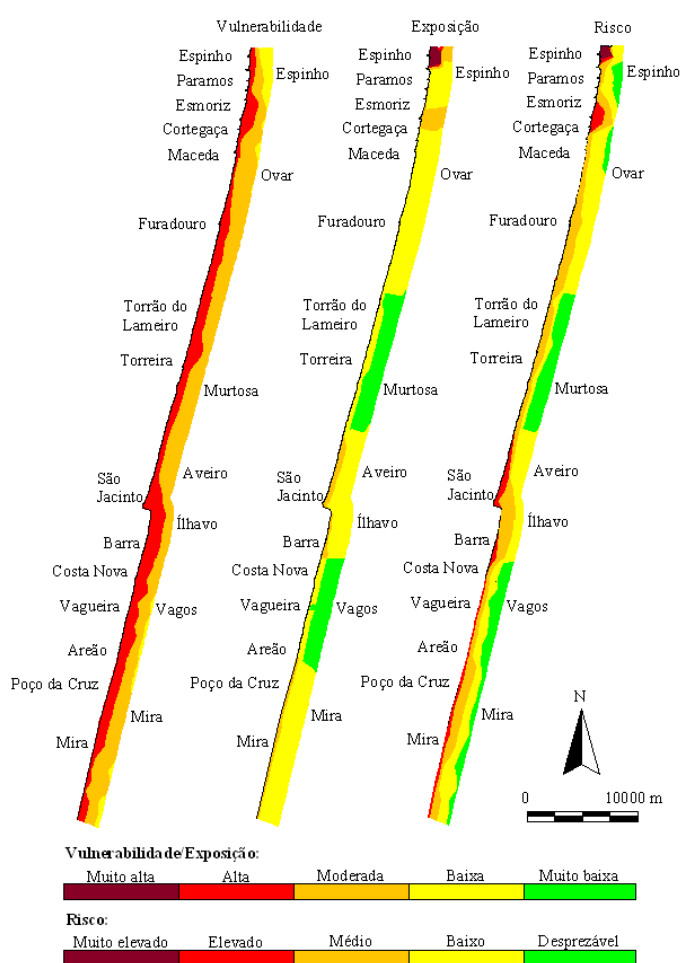 Vulnerabilidade
Espinho
Paramos
Esmoriz
Cortegaça
Maceda
Furadouro
Torrão do
Lameiro
Torreira
São
Jacinto
Barra
Costa Nova
Vagueira
Areão
Poço da Cruz
Mira
Espinho
Ovar
Murtosa
Aveiro
Ílhavo
Vagos
Mira
Exposição
Espinho
Paramos
Esmoriz
Cortegaça
Maceda
Furadouro
Torrão do
Lameiro
Torreira
São
Jacinto
Barra
Costa Nova
Vagueira
Areão
Poço da Cruz
Mira
Espinho
Ovar
Murtosa
Aveiro
Ílhavo
Vagos
Mira
Risco
Espinho
Paramos
Esmoriz
Cortegaça
Maceda
Furadouro
Torrão do
Lameiro
Torreira
São
Jacinto
Barra
Costa Nova
Vagueira
Areão
Poço da Cruz
Mira
Espinho
Ovar
Murtosa
Aveiro
Ílhavo
Vagos
Mira
N
0 10000 m
Vulnerabilidade/Exposição:
Muito alta Alta Moderada Baixa Muito baixa
Risco:
Muito elevado Elevado Médio Baixo Desprezável